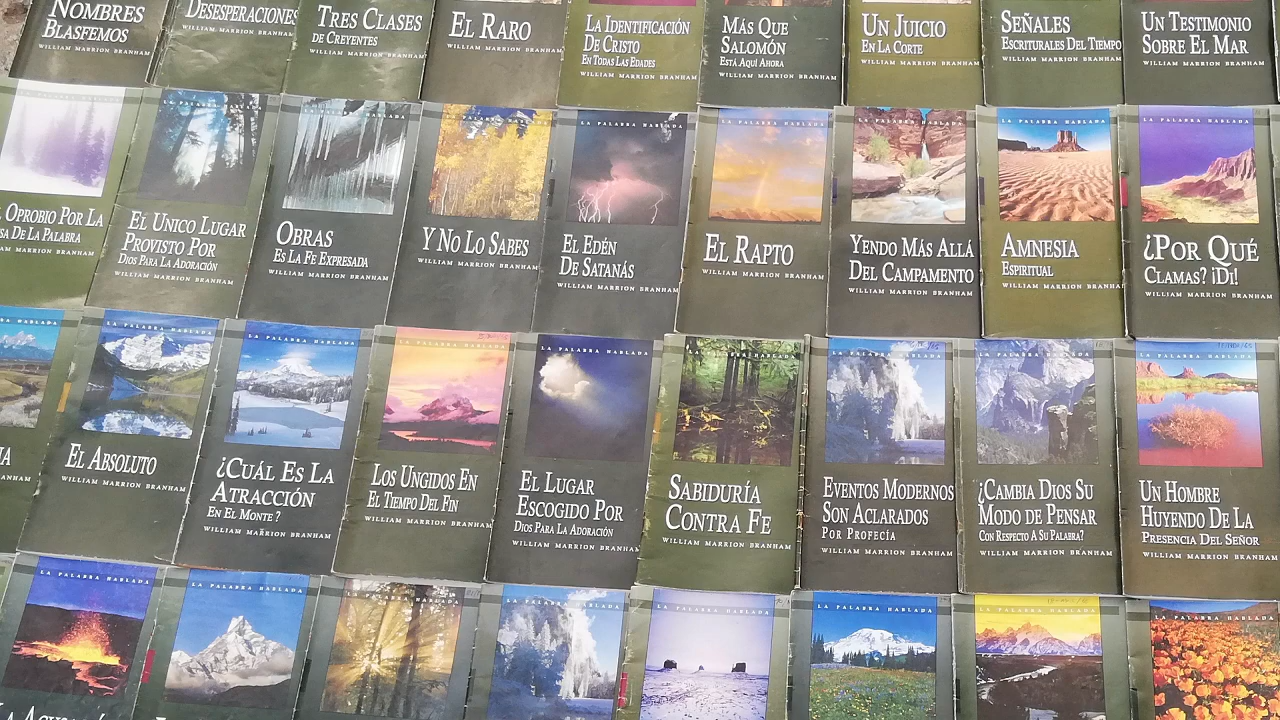 NOMBRES
BLASFEMOS
WILLIAM MARRION BRANHAM
DESESPERACIONES
WILLIAM MARRION BRANHAM
TRES CLASES
DE CREYENTES
WILLIAM MARRION BRANHAM
EL RARO
WILLIAM MARRION BRANHAM
LA IDENTIFICACIÓN
DE CRISTO
EN TODAS LAS EDADES
WILLIAM MARRION BRANHAM
MÁS QUE
SALOMÓN
ESTÁ AQUÍ AHORA
WILLIAM MARRION BRANHAM
UN JUICIO
EN LA CORTE
WILLIAM MARRION BRANHAM
SEÑALES
ESCRITURALES DEL TIEMPO
WILLIAM MARRION BRANHAM
UN TESTIMONIO
SOBRE EL MAR
WILLIAM MARRION BRANHAM
OPROBIO POR LA
SA DE LA PALABRA
WILLIAM MARRION BRANHAM
EL UNICO LUGAR
PROVISTO POR
DIOS PARA LA ADORACIÓN
WILLIAM MARRION BRANHAM
OBRAS
ES LA FE EXPRESADA
WILLIAM MARRION BRANHAM
Y NO LO SABES
WILLIAM MARRION BRANHAM
LA PALABRA HABLADA
EL EDÉN
DE SATANÁS
WILLIAM MARRION BRANHAM
LA PALABRA HABLADA
EL RAPTO
WILLIAM MARRION BRANHAM
LA PALABRA HABLADA
YENDO MÁS ALLÁ
DEL CAMPAMENTO
WILLIAM MARRION BRANHAM
LA PALABRA HABLADA
AMNESIA
ESPIRITUAL
WILLIAM MARRION BRANHAM
LA PALABRA HABLADA
¿POR QUÉ
CLAMAS? ¡DI!
WILLIAM MARRION BRANHAM
LA PALABRA HABLADA
EL ABSOLUTO
WILLIAM MARRION BRANHAM
LA PALABRA HABLADA
¿CUÁL ES LA
ATRACCIÓN
EN EL MONTE?
WILLIAM MARRION BRANHAM
LA PALABRA HABLADA
LOS UNGIDOS EN
EL TIEMPO DEL FIN
WILLIAM MARRION BRANHAM
LA PALABRA HABLADA
EL LUGAR
ESCOGIDO POR
DIOS PARA LA ADORACIÓN
WILLIAM MARRION BRANHAM
LA PALABRA HABLADA
SABIDURÍA
CONTRA FE
WILLIAM MARRION BRANHAM
LA PALABRA HABLADA
EVENTOS MODERNOS
SON ACLARADOS
POR PROFECÍA
WILLIAM MARRION BRANHAM
LA PALABRA HABLADA
¿CAMBIA DIOS SU
MODO DE PENSAR
CON RESPECTO A SU PALABRA?
WILLIAM MARRION BRANHAM
LA PALABRA HABLADA
UN HOMBRE
HUYENDO DE LA
PRESENCIA DEL SEÑOR
WILLIAM MARRION BRANHAM
LA PALABRA HABLADA
LA PALABRA HABLADA
LA PALABRA HABLADA
LA PALABRA HABLADA
LA PALABRA HABLADA
LA PALABRA HABLADA
LA PALABRA HABLADA
LA PALABRA HABLADA